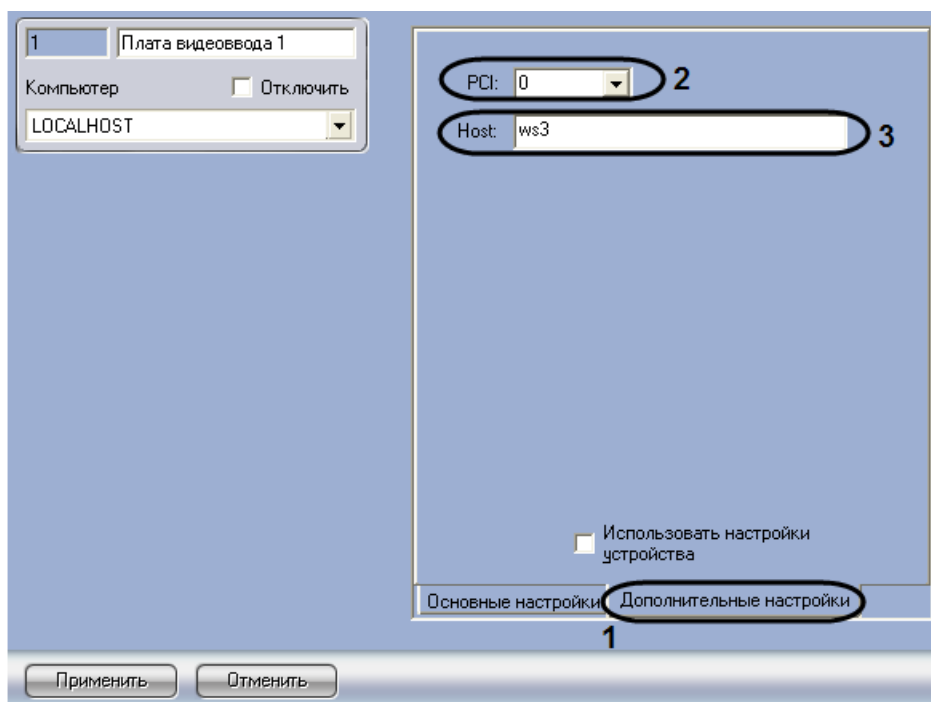 1 Плата видеоввода 1
Компьютер Отключить
LOCALHOST
PCI: 0 2
Host: ws3 3
Использовать настройки
устройства
Основные настройки Дополнительные настройки
1
Применить Отменить